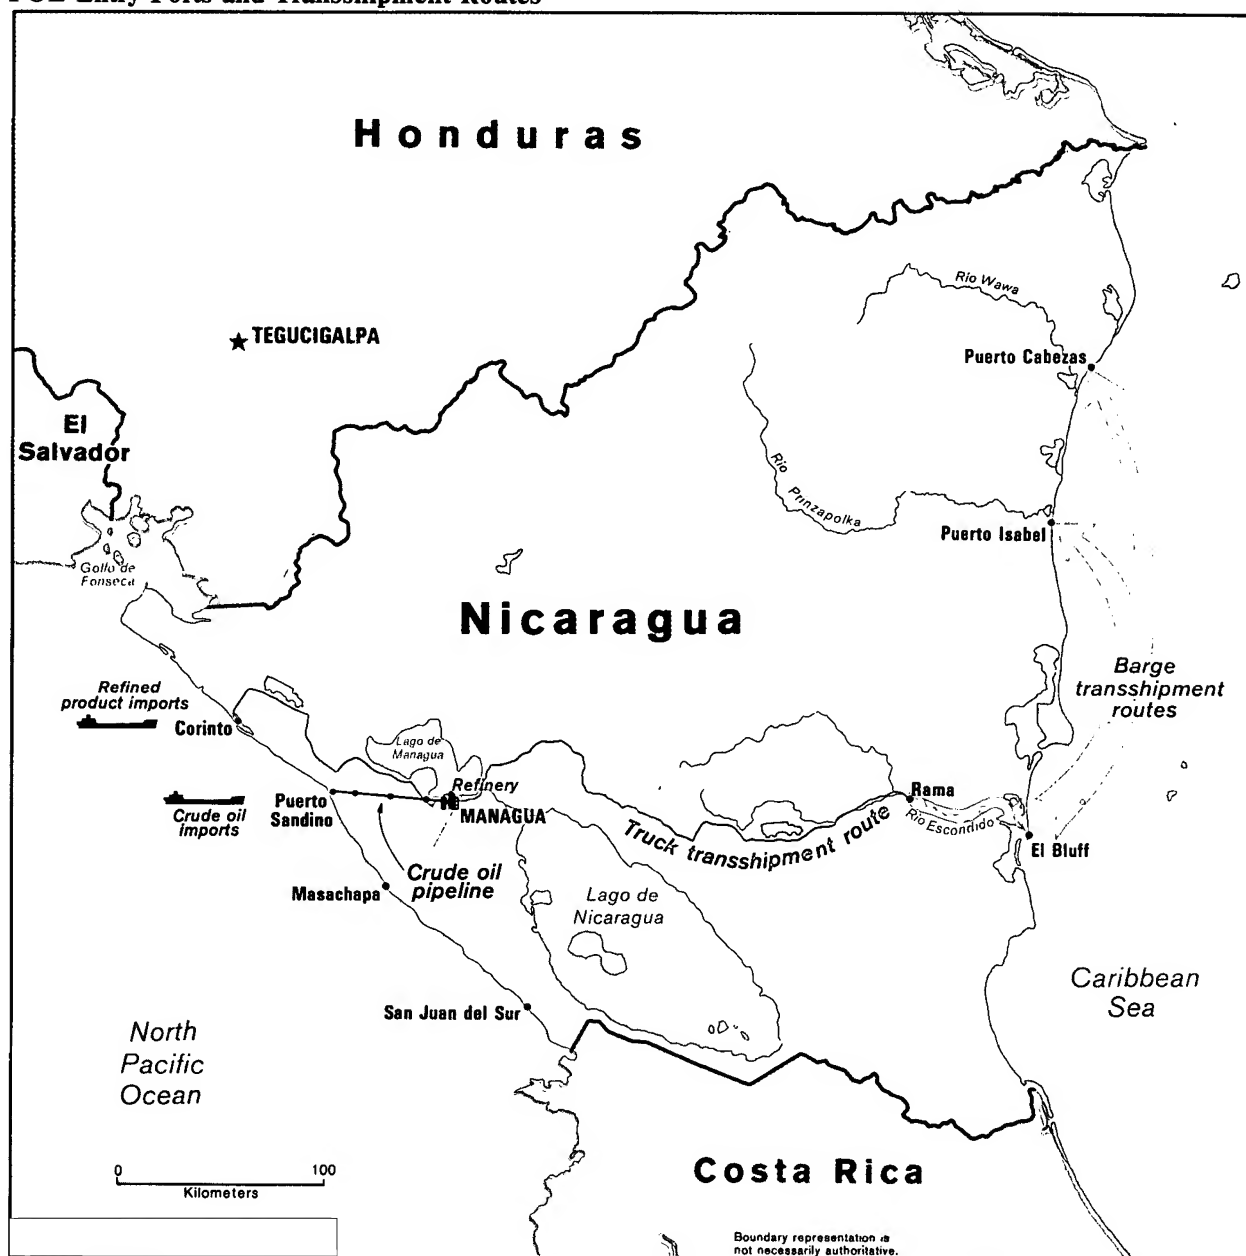 POL Entry Ports and Transshipment Routes
Honduras
Río Wawa
TEGUCIGALPA
Puerto Cabezas
El
Salvador
Río
Prinzapolka
Puerto Isabel
Golfo de
Fonseca
Nicaragua
Barge
transshipment
routes
Refined
product imports
Corinto
Lago de
Managua
Refinery
Rama
Puerto
Sandino
MANAGUA
Crude oil
imports
Truck transshipment route
Río Escondido
El Bluff
Crude oil
pipeline
Masachapa
Lago de
Nicaragua
Caribbean
Sea
San Juan del Sur
North
Pacific
Ocean
0 100
Kilometers
Costa Rica
Boundary representation is
not necessarily authoritative.